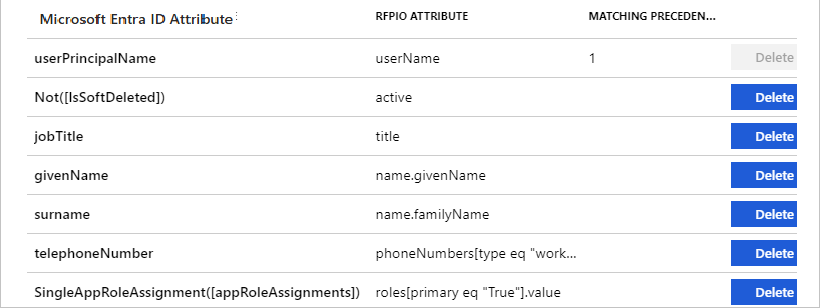 Microsoft Entra ID Attribute RFPIO ATTRIBUTE MATCHING PRECEDEN...
userPrincipalName userName 1 Delete
Not([IsSoftDeleted]) active Delete
jobTitle title Delete
givenName name.givenName Delete
surname name.familyName Delete
telephoneNumber phoneNumbers[type eq "work... Delete
SingleAppRoleAssignment([appRoleAssignments]) roles[primary eq "True"].value Delete